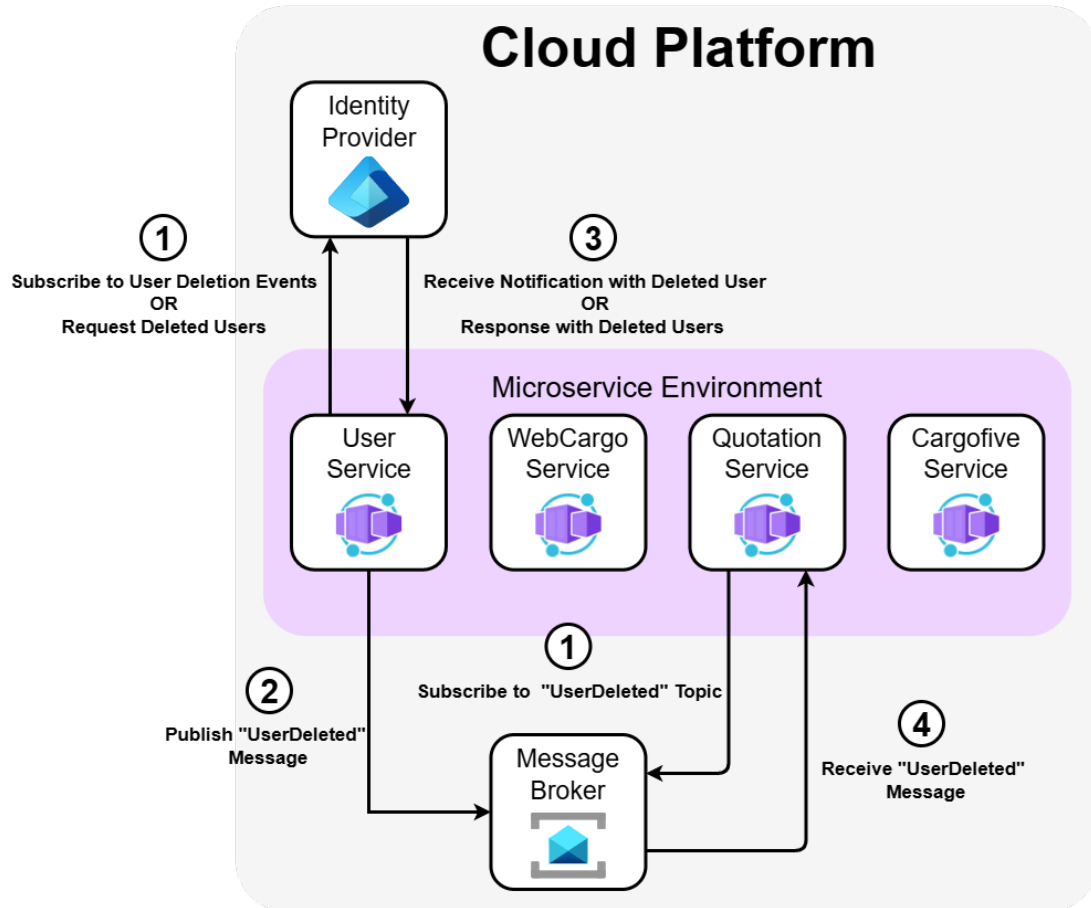 Cloud Platform
Identity
Provider
1
Subscribe to User Deletion Events
OR
Request Deleted Users
3
Receive Notification with Deleted User
OR
Response with Deleted Users
Microservice Environment
User
Service
WebCargo
Service
Quotation
Service
Cargofive
Service
1
Subscribe to "UserDeleted" Topic
2
Publish "UserDeleted"
Message
4
Receive "UserDeleted"
Message
Message
Broker